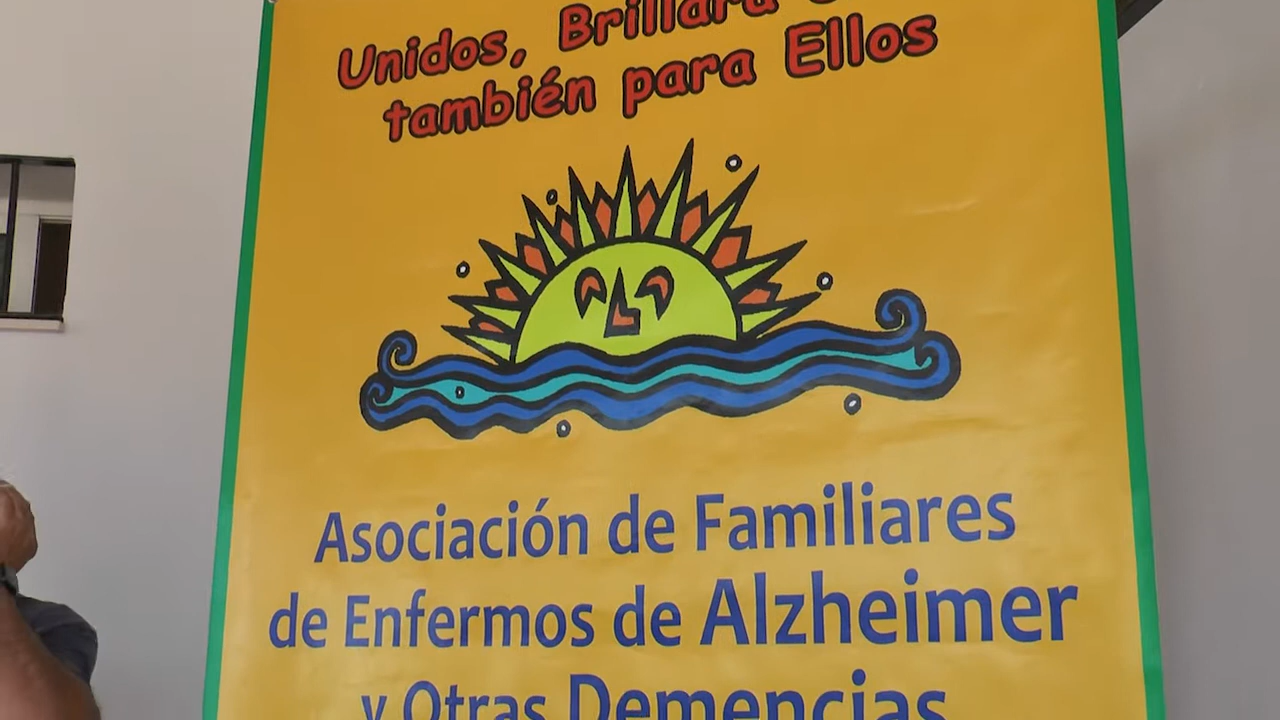 Unidos, Brillará
también para Ellos
Asociación de Familiares
de Enfermos de Alzheimer
y Otras Demencias